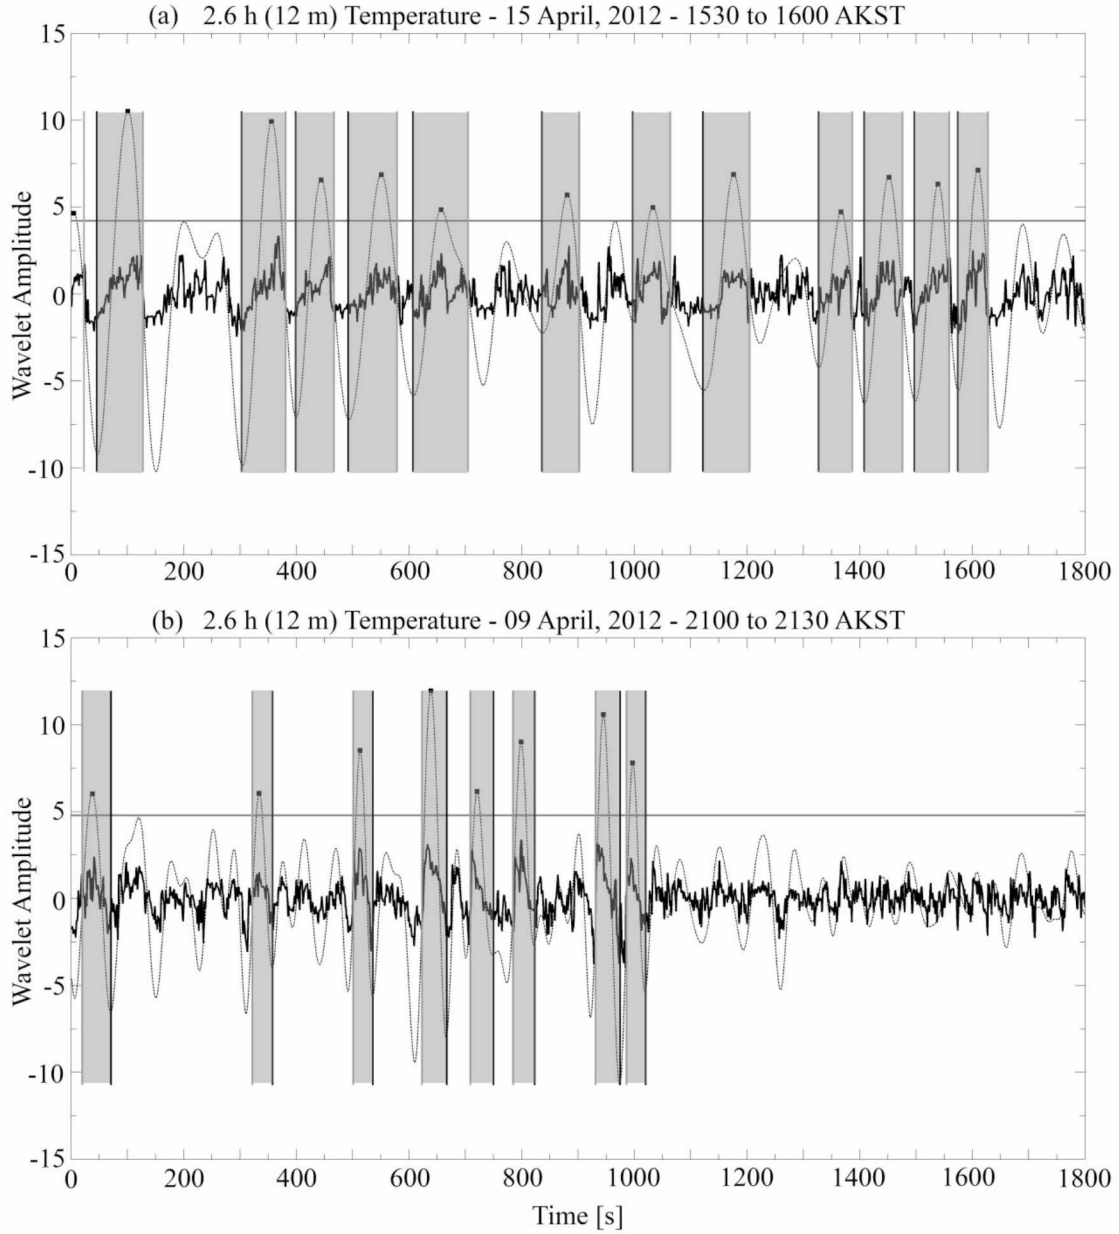 (a) 2.6 h (12 m) Temperature - 15 April, 2012 - 1530 to 1600 AKST
Wavelet Amplitude
15
10
5
0
-5
-10
-15
0 200 400 600 800 1000 1200 1400 1600 1800
(b) 2.6 h (12 m) Temperature - 09 April, 2012 - 2100 to 2130 AKST
Wavelet Amplitude
15
10
5
0
-5
-10
-15
0 200 400 600 800 1000 1200 1400 1600 1800
Time [s]